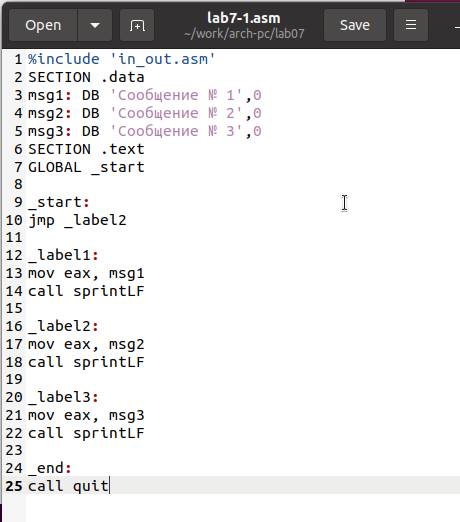 Open
lab7-1.asm
~/work/arch-pc/lab07
Save
1 %include 'in_out.asm'
2 SECTION .data
3 msg1: DB 'Сообщение № 1',0
4 msg2: DB 'Сообщение № 2',0
5 msg3: DB 'Сообщение № 3',0
6 SECTION .text
7 GLOBAL _start
8
9 _start:
10 jmp _label2
11
12 _label1:
13 mov eax, msg1
14 call sprintLF
15
16 _label2:
17 mov eax, msg2
18 call sprintLF
19
20 _label3:
21 mov eax, msg3
22 call sprintLF
23
24 _end:
25 call quit